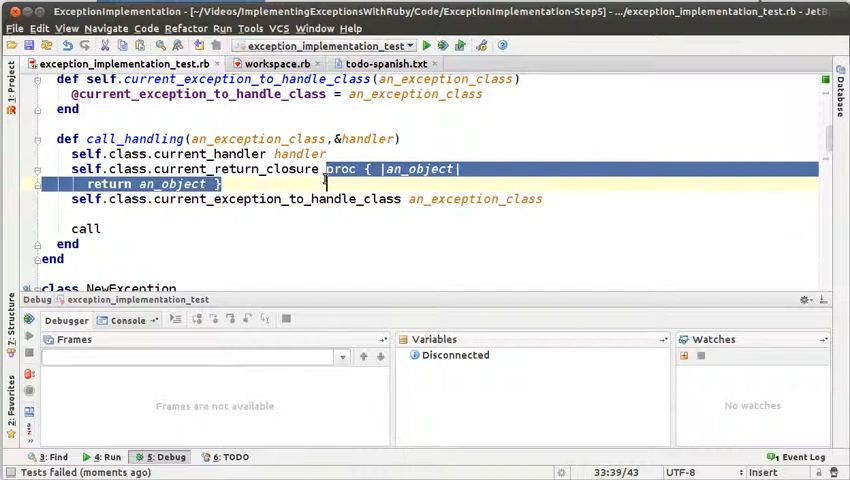 ExceptionImplementation - [~/Videos/ImplementingExceptionsWithRuby/Code/ExceptionImplementation-Step5] - .../exception_implementation_test.rb - JetB
File Edit View Navigate Code Refactor Run Tools VCS Window Help
exception_implementation_test
exception_implementation_test.rb workspace.rb todo-spanish.txt
1: Project
Database
def self.current_exception_to_handle_class(an_exception_class)
@current_exception_to_handle_class = an_exception_class
end
def call_handling(an_exception_class,&handler)
self.class.current_handler handler
self.class.current_return_closure proc { |an_object|
return an_object }
self.class.current_exception_to_handle_class an_exception_class
call
end
end
class NewException
7: Structure
2: Favorites
Debug exception_implementation_test
Debugger Console
Frames Variables Watches
Disconnected
Frames are not available
No watches
3: Find 4: Run 5: Debug 6: TODO Event Log
Tests failed (moments ago) 33:39/43 UTF-8 Insert